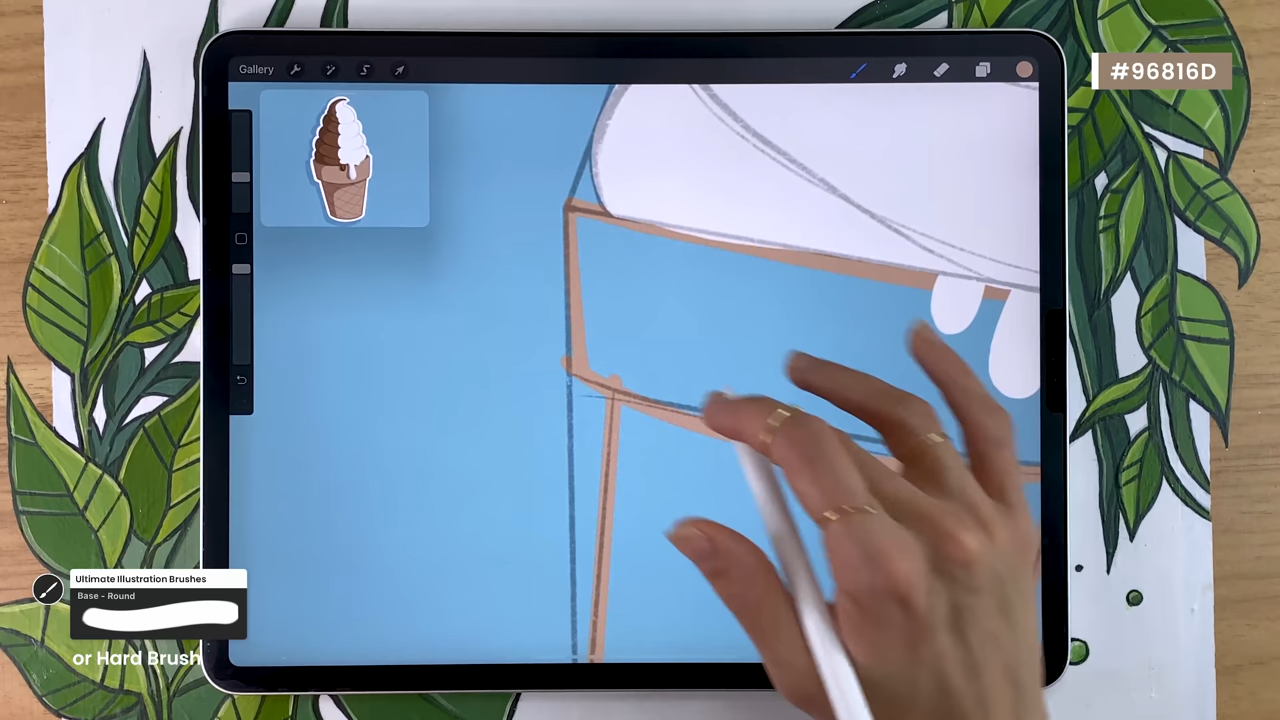 Gallery
#96816D
Ultimate Illustration Brushes
Base - Round
or Hard Brush